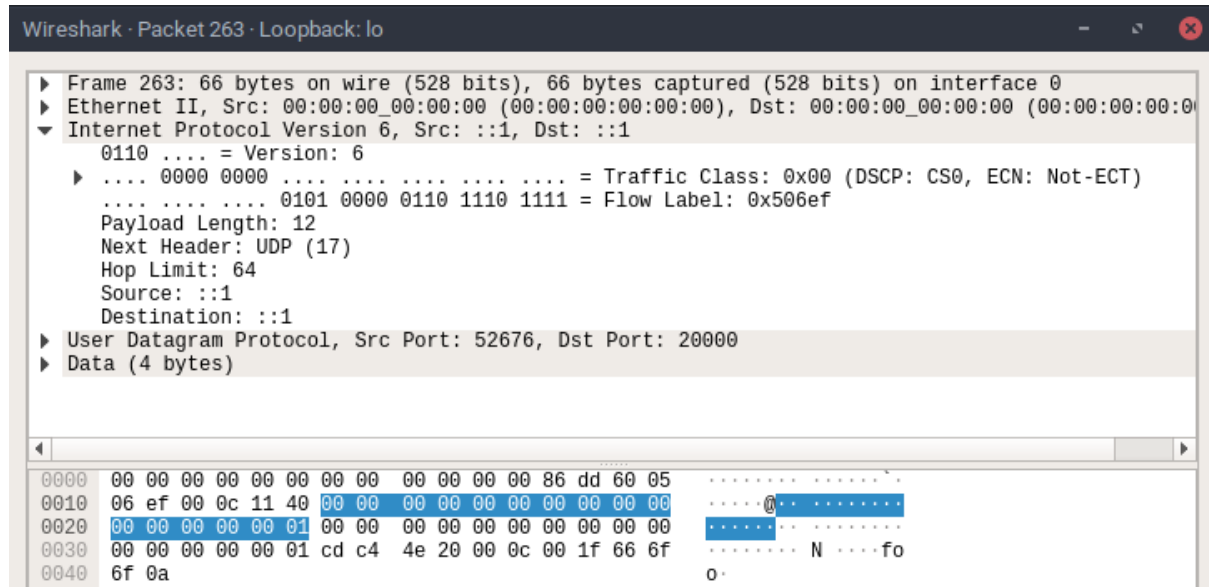 Wireshark · Packet 263 · Loopback: lo
Frame 263: 66 bytes on wire (528 bits), 66 bytes captured (528 bits) on interface 0
Ethernet II, Src: 00:00:00_00:00:00 (00:00:00:00:00:00), Dst: 00:00:00_00:00:00 (00:00:00:00:0
Internet Protocol Version 6, Src: ::1, Dst: ::1
0110 .... = Version: 6
.... 0000 0000 .... .... .... .... .... = Traffic Class: 0x00 (DSCP: CS0, ECN: Not-ECT)
.... .... .... 0101 0000 0110 1110 1111 = Flow Label: 0x506ef
Payload Length: 12
Next Header: UDP (17)
Hop Limit: 64
Source: ::1
Destination: ::1
User Datagram Protocol, Src Port: 52676, Dst Port: 20000
Data (4 bytes)
0000 00 00 00 00 00 00 00 00 00 00 00 00 86 dd 60 05 ········ ······`·
0010 06 ef 00 0c 11 40 00 00 00 00 00 00 00 00 00 00 ·····@·· ········
0020 00 00 00 00 00 01 00 00 00 00 00 00 00 00 00 00 ········ ········
0030 00 00 00 00 00 01 cd c4 4e 20 00 0c 00 1f 66 6f ········ N ····fo
0040 6f 0a o·